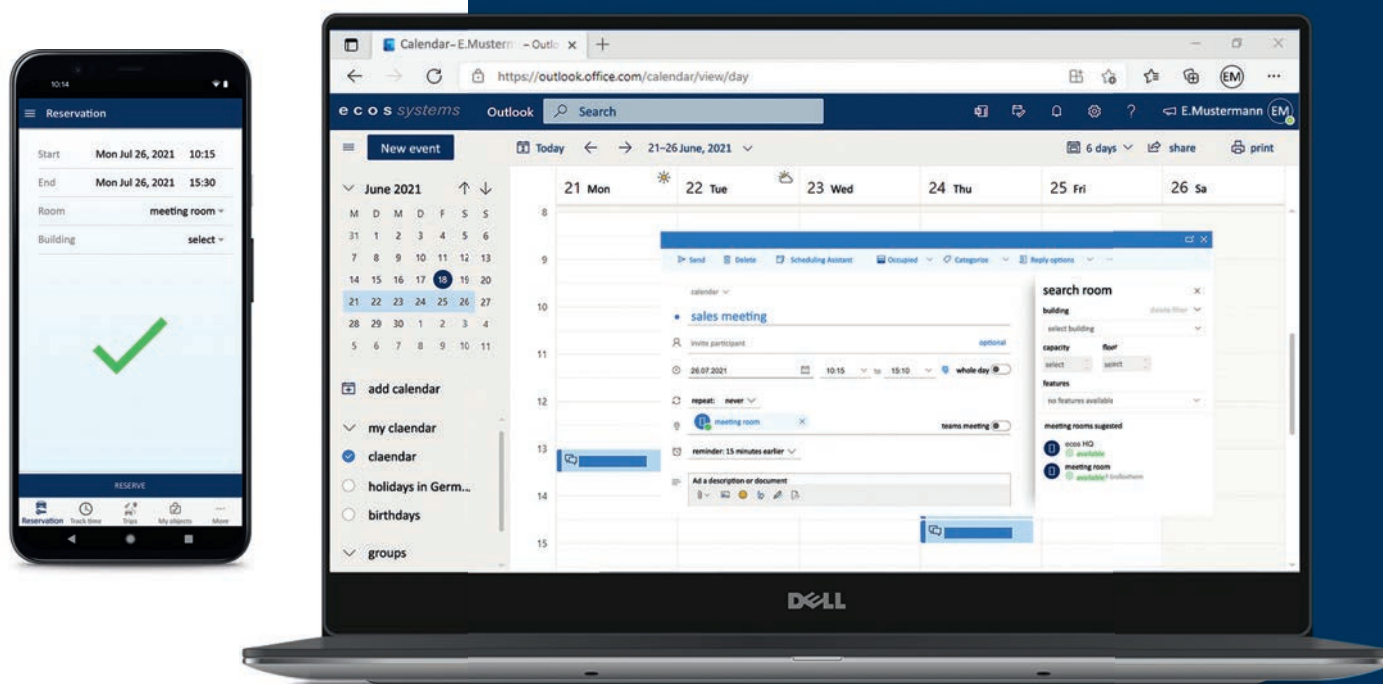 10:14
Reservation
Start Mon Jul 26, 2021 10:15
End Mon Jul 26, 2021 15:30
Room meeting room
Building select
RESERVE
Reservation Track time Trips My objects More
Calendar- E.Muster – Outlo
https://outlook.office.com/calendar/view/day
EM
ecos systems Outlook Search E.Mustermann EM
New event Today 21–26 June, 2021 6 days share print
June 2021
M D M D F S S
31 1 2 3 4 5 6
7 8 9 10 11 12 13
14 15 16 17 18 19 20
21 22 23 24 25 26 27
28 29 30 1 2 3 4
5 6 7 8 9 10 11
add calendar
my claendar
claendar
holidays in Germ...
birthdays
groups
21 Mon 22 Tue 23 Wed 24 Thu 25 Fri 26 Sa
8
9
10
11
12
13
14
15
Send Delete Scheduling Asistant Occupied Categorize Reply options
calender
sales meeting
invite participant optional
26.07.2021 10:15 to 15:10 whole day
repeat: never
meeting room teams meeting
reminder: 15 minutes earlier
Ad a description or document
search room
building delete filter
select building
capacity floor
select select
features
no features available
meeting rooms sugested
ecos HQ
available
meeting room
available
DELL